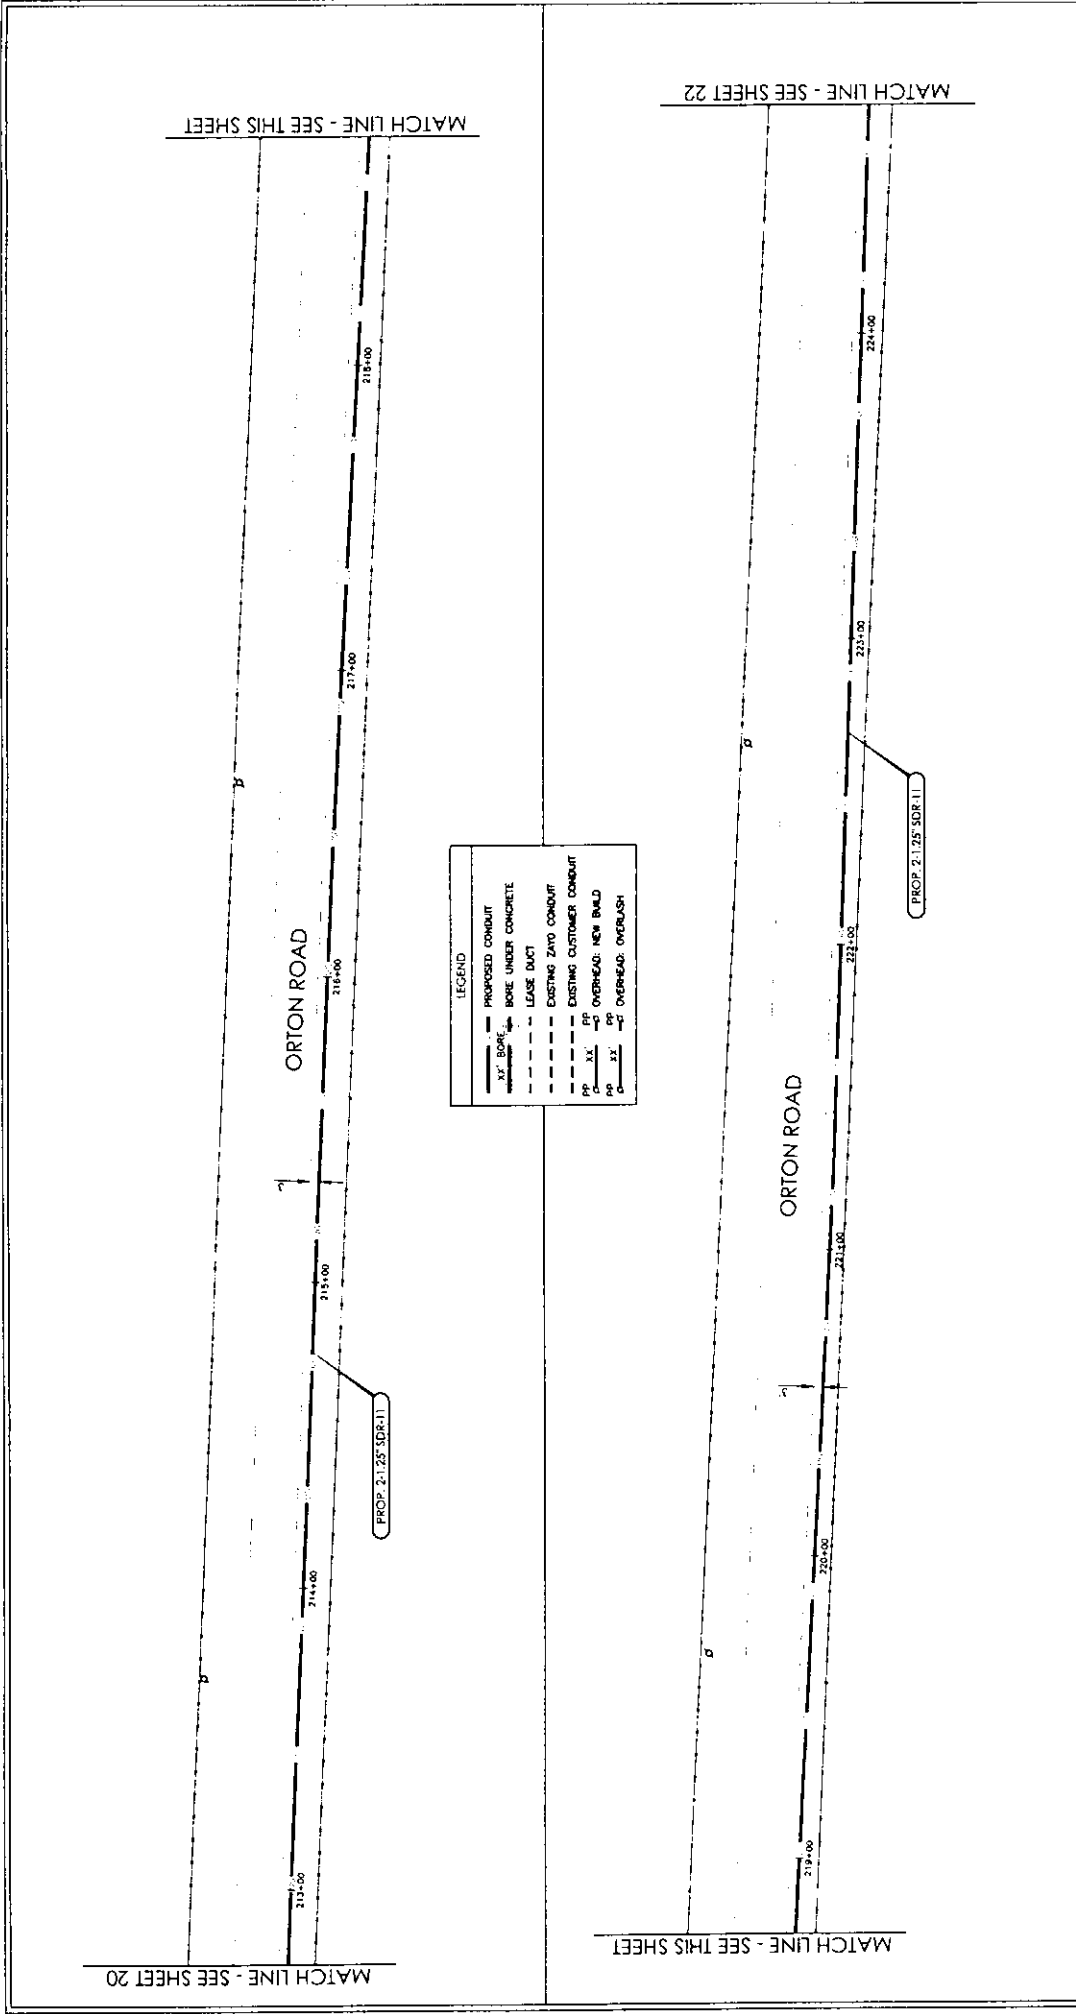 MATCH LINE - SEE SHEET 20
213+00
214+00
PROP. 2-1.25" SDR-11
215+00
ORTON ROAD
216+00
217+00
218+00
MATCH LINE - SEE THIS SHEET
LEGEND
PROPOSED CONDUIT
XX' BORE
BORE UNDER CONCRETE
LEASE DUCT
EXISTING ZAYO CONDUIT
EXISTING CUSTOMER CONDUIT
PP XX' PP
OVERHEAD: NEW BUILD
PP XX' PP
OVERHEAD: OVERLASH
MATCH LINE - SEE THIS SHEET
219+00
220+00
221+00
ORTON ROAD
222+00
PROP. 2-1.25" SDR-11
223+00
224+00
MATCH LINE - SEE SHEET 22